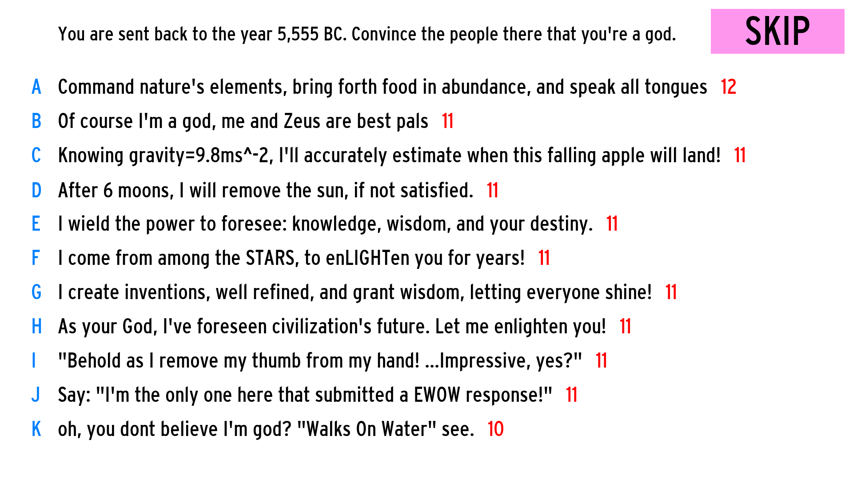 You are sent back to the year 5,555 BC. Convince the people there that you're a god.
SKIP
A Command nature's elements, bring forth food in abundance, and speak all tongues 12
B Of course I'm a god, me and Zeus are best pals 11
C Knowing gravity=9.8ms^-2, I'll accurately estimate when this falling apple will land! 11
D After 6 moons, I will remove the sun, if not satisfied. 11
E I wield the power to foresee: knowledge, wisdom, and your destiny. 11
F I come from among the STARS, to enLIGHTen you for years! 11
G I create inventions, well refined, and grant wisdom, letting everyone shine! 11
H As your God, I've foreseen civilization's future. Let me enlighten you! 11
I "Behold as I remove my thumb from my hand! ...Impressive, yes?" 11
J Say: "I'm the only one here that submitted a EWOW response!" 11
K oh, you dont believe I'm god? "Walks On Water" see. 10